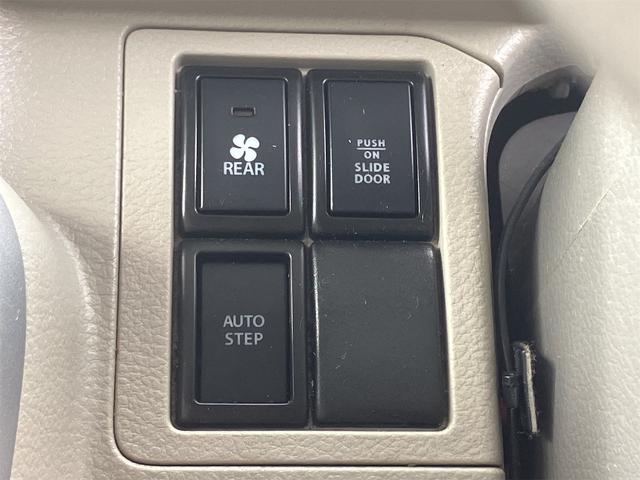 REAR
PUSH
ON
SLIDE
DOOR
AUTO
STEP